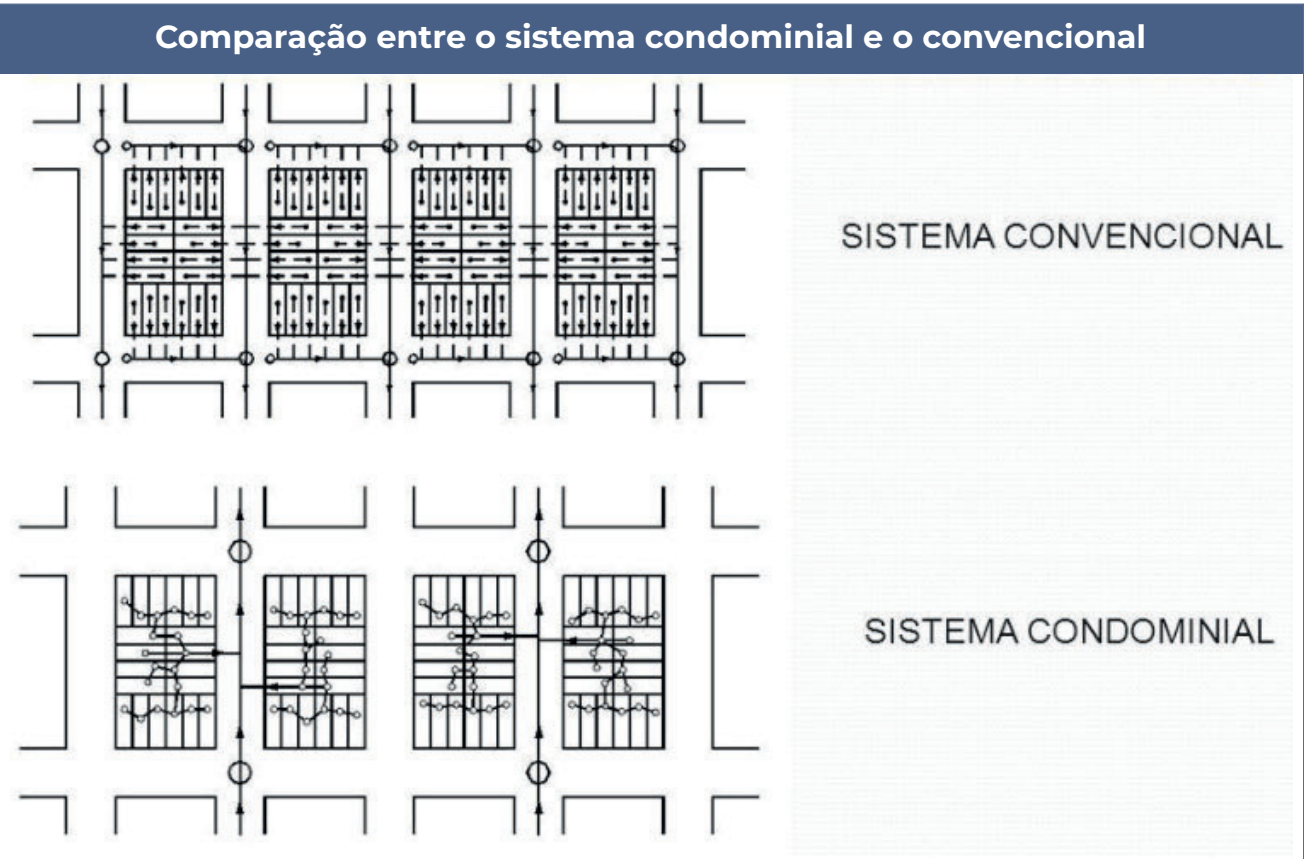 Comparação entre o sistema condominial e o convencional
SISTEMA CONVENCIONAL
SISTEMA CONDOMINIAL